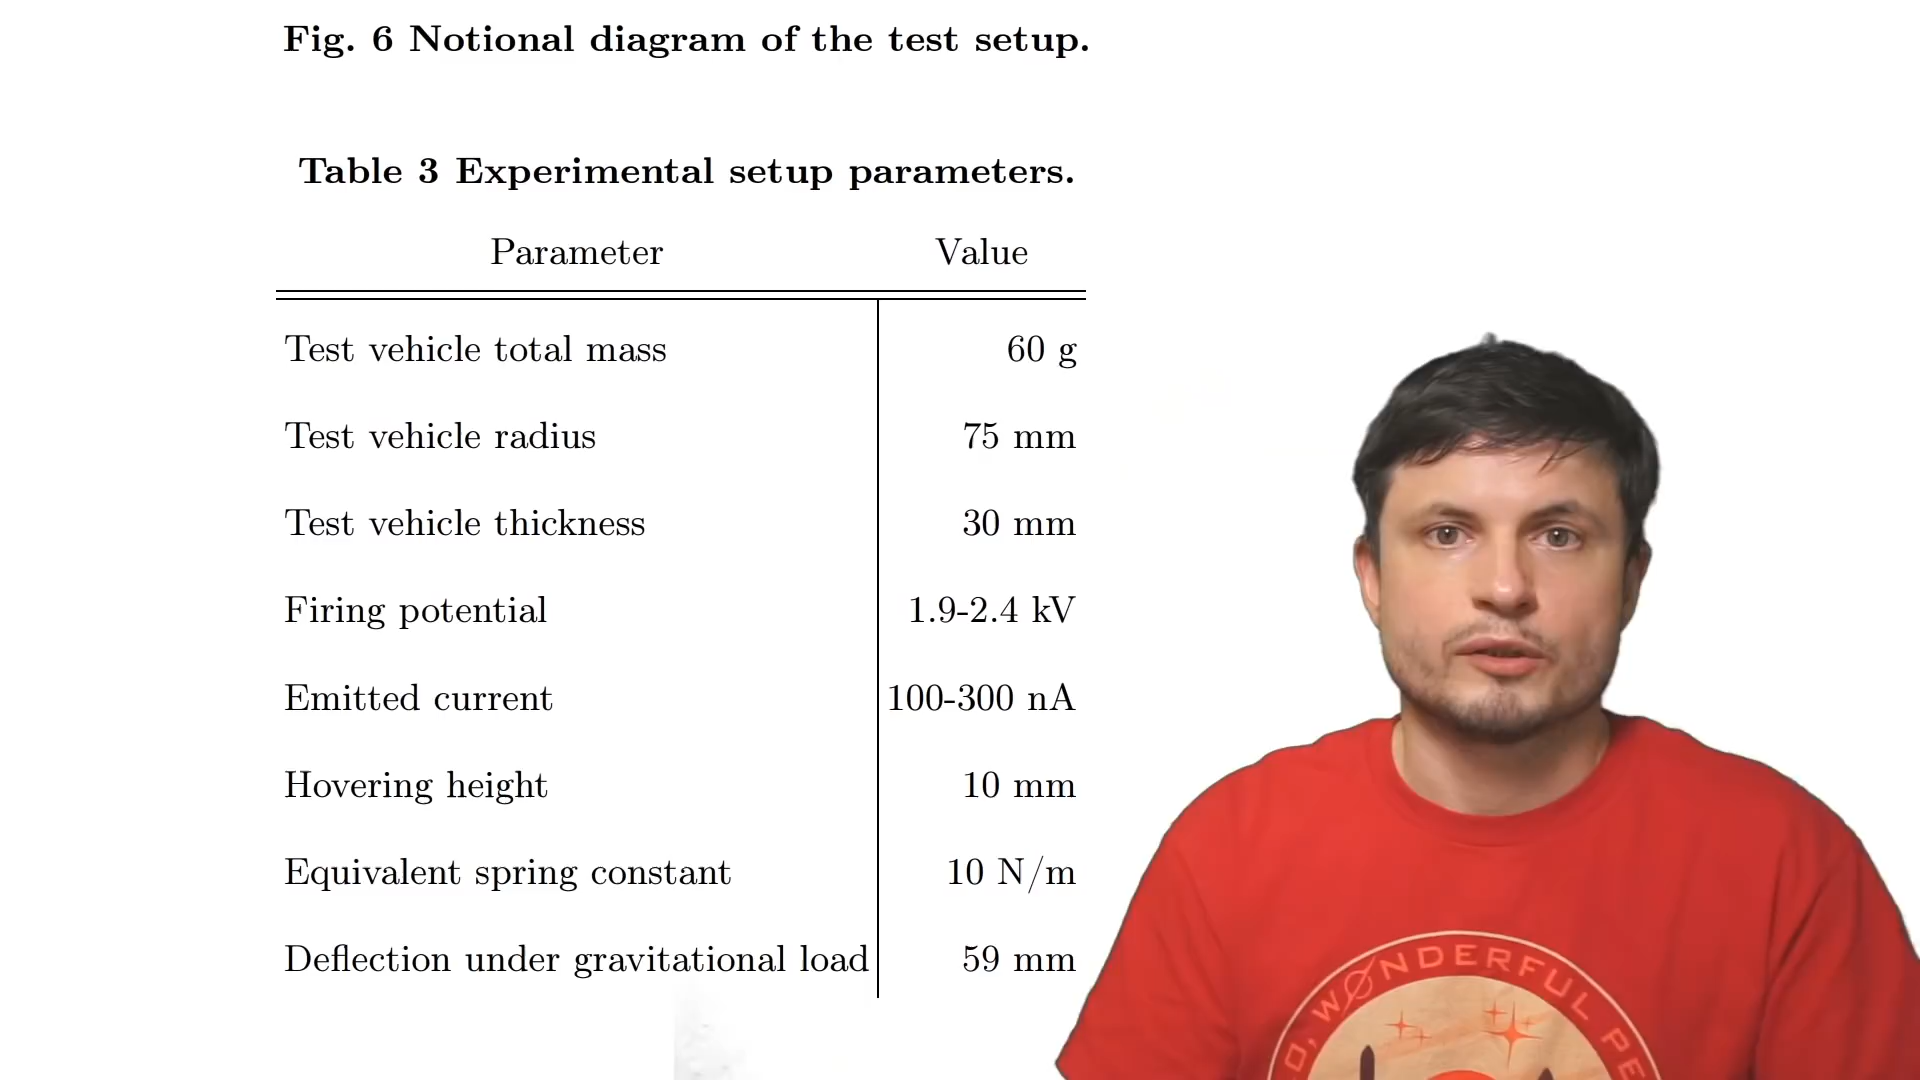 Fig. 6 Notional diagram of the test setup.
Table 3 Experimental setup parameters.
Parameter Value
Test vehicle total mass 60 g
Test vehicle radius 75 mm
Test vehicle thickness 30 mm
Firing potential 1.9-2.4 kV
Emitted current 100-300 nA
Hovering height 10 mm
Equivalent spring constant 10 N/m
Deflection under gravitational load 59 mm
WØNDERFUL